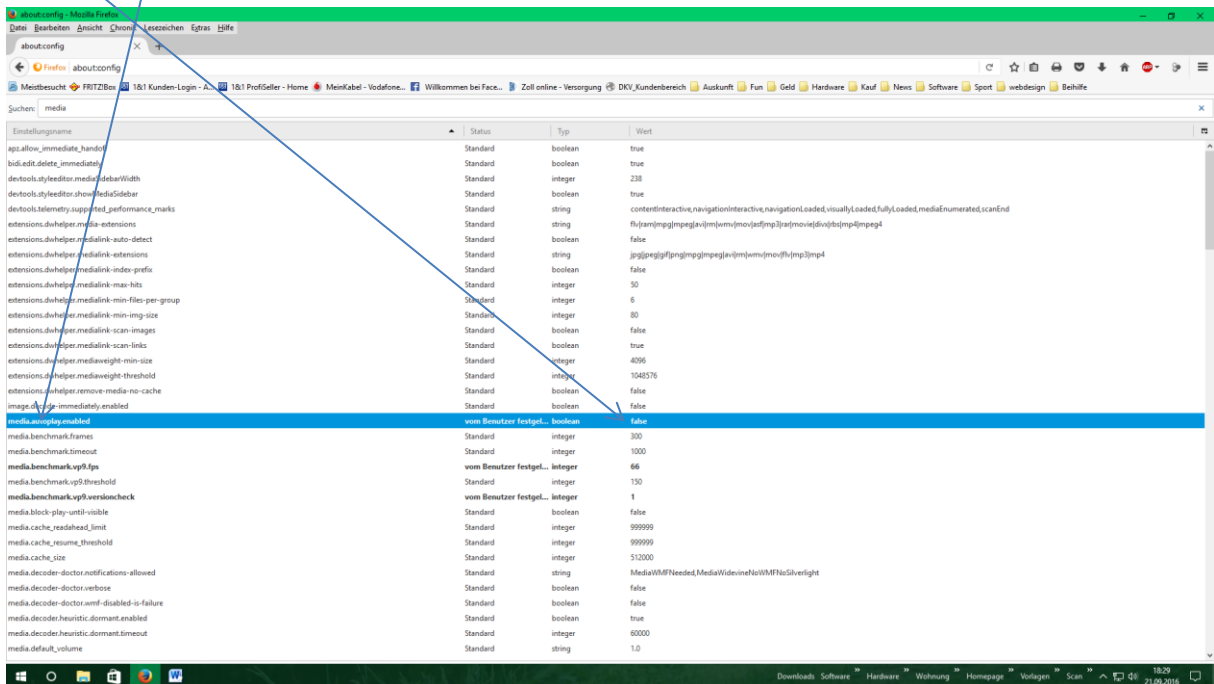 about:config - Mozilla Firefox
Datei Bearbeiten Ansicht Chronik Lesezeichen Extras Hilfe
about:config
Firefox about:config
Meistbesucht FRITZ!Box 1&1 Kunden-Login - A... 1&1 ProfiSeller - Home MeinKabel - Vodafone... Willkommen bei Face... Zoll online - Versorgung DKV_Kundenbereich Auskunft Fun Geld Hardware Kauf News Software Sport webdesign Beihilfe
Suchen: media
Einstellungsname Status Typ Wert
apz.allow_immediate_handoff Standard boolean true
bidi.edit.delete_immediately Standard boolean true
devtools.styleeditor.mediaSidebarWidth Standard integer 238
devtools.styleeditor.showMediaSidebar Standard boolean true
devtools.telemetry.supported_performance_marks Standard string contentInteractive,navigationInteractive,navigationLoaded,visuallyLoaded,fullyLoaded,mediaEnumerated,scanEnd
extensions.dwhelper.media-extensions Standard string flv|ram|mpg|mpeg|avi|rm|wmv|mov|asf|mp3|rar|movie|divx|rbs|mp4|mpeg4
extensions.dwhelper.medialink-auto-detect Standard boolean false
extensions.dwhelper.medialink-extensions Standard string jpg|jpeg|gif|png|mpg|mpeg|avi|rm|wmv|mov|flv|mp3|mp4
extensions.dwhelper.medialink-index-prefix Standard boolean false
extensions.dwhelper.medialink-max-hits Standard integer 50
extensions.dwhelper.medialink-min-files-per-group Standard integer 6
extensions.dwhelper.medialink-min-img-size Standard integer 80
extensions.dwhelper.medialink-scan-images Standard boolean false
extensions.dwhelper.medialink-scan-links Standard boolean true
extensions.dwhelper.mediaweight-min-size Standard integer 4096
extensions.dwhelper.mediaweight-threshold Standard integer 1048576
extensions.dwhelper.remove-media-no-cache Standard boolean false
image.decode-immediately.enabled Standard boolean false
media.autoplay.enabled vom Benutzer festgel... boolean false
media.benchmark.frames Standard integer 300
media.benchmark.timeout Standard integer 1000
media.benchmark.vp9.fps vom Benutzer festgel... integer 66
media.benchmark.vp9.threshold Standard integer 150
media.benchmark.vp9.versioncheck vom Benutzer festgel... integer 1
media.block-play-until-visible Standard boolean false
media.cache_readahead_limit Standard integer 999999
media.cache_resume_threshold Standard integer 999999
media.cache_size Standard integer 512000
media.decoder-doctor.notifications-allowed Standard string MediaWMFNeeded,MediaWidevineNoWMFNoSilverlight
media.decoder-doctor.verbose Standard boolean false
media.decoder-doctor.wmf-disabled-is-failure Standard boolean false
media.decoder.heuristic.dormant.enabled Standard boolean true
media.decoder.heuristic.dormant.timeout Standard integer 60000
media.default_volume Standard string 1.0
Downloads Software Hardware Wohnung Homepage Vorlagen Scan 18:29
21.09.2016